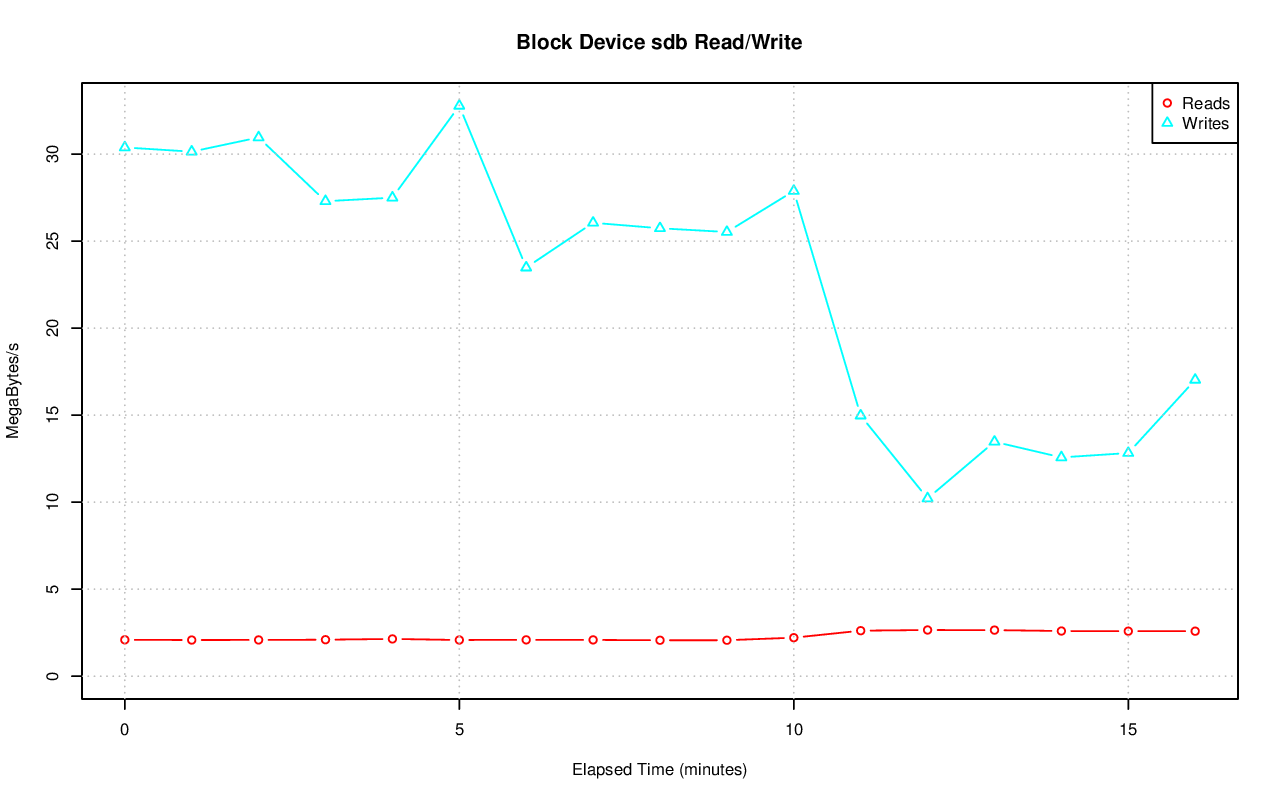 Block Device sdb Read/Write
Reads
Writes
30
25
20
15
10
5
0
MegaBytes/s
0 5 10 15
Elapsed Time (minutes)